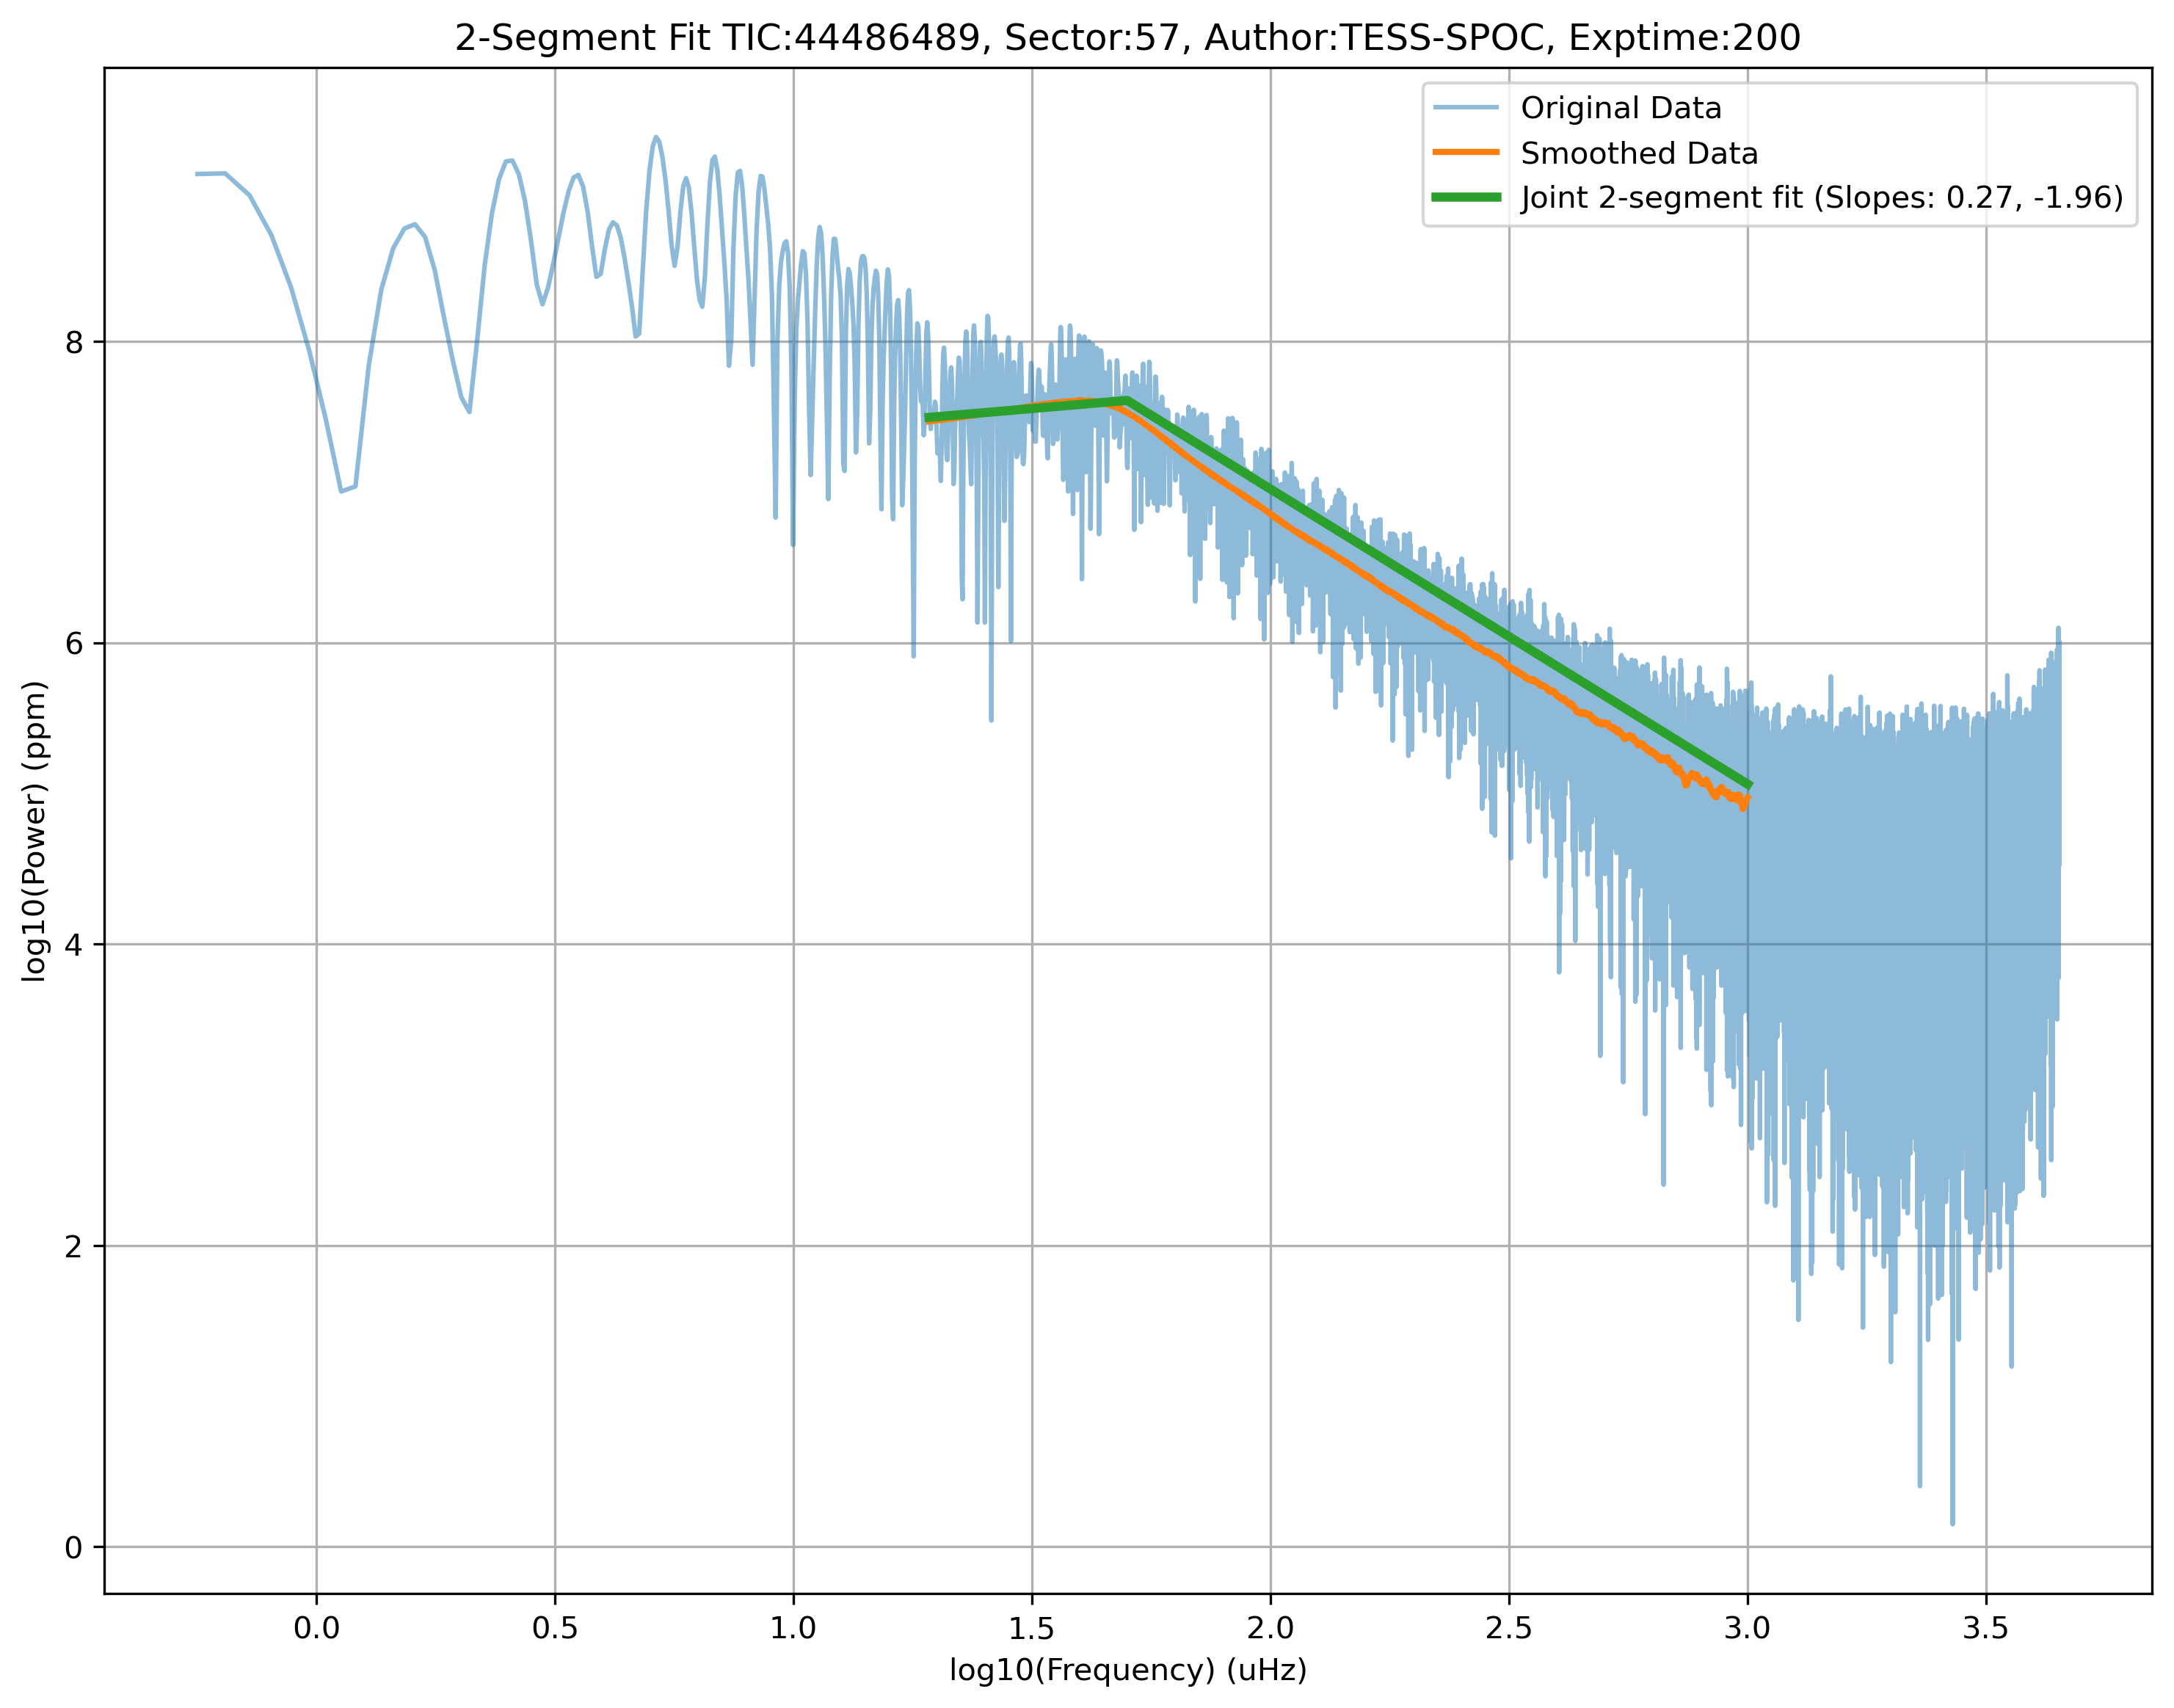 2-Segment Fit TIC:44486489, Sector:57, Author:TESS-SPOC, Exptime:200
Original Data
Smoothed Data
Joint 2-segment fit (Slopes: 0.27, -1.96)
log10(Power) (ppm)
8
6
4
2
0
0.0 0.5 1.0 1.5 2.0 2.5 3.0 3.5
log10(Frequency) (uHz)